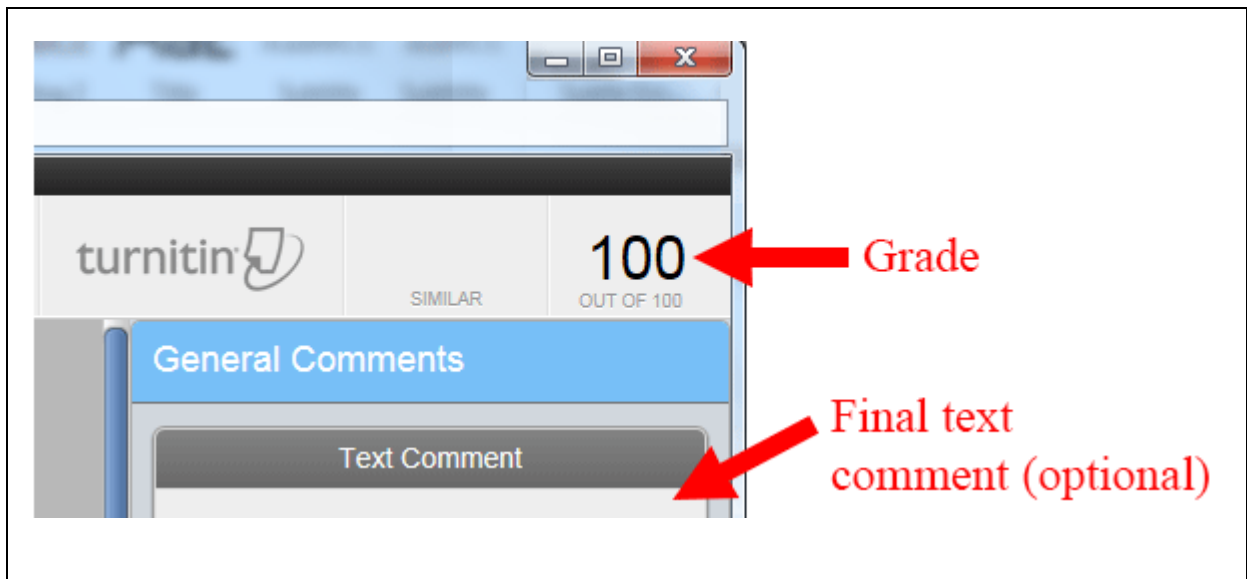 turnitin
100
Grade
SIMILAR
OUT OF 100
General Comments
Text Comment
Final text
comment (optional)